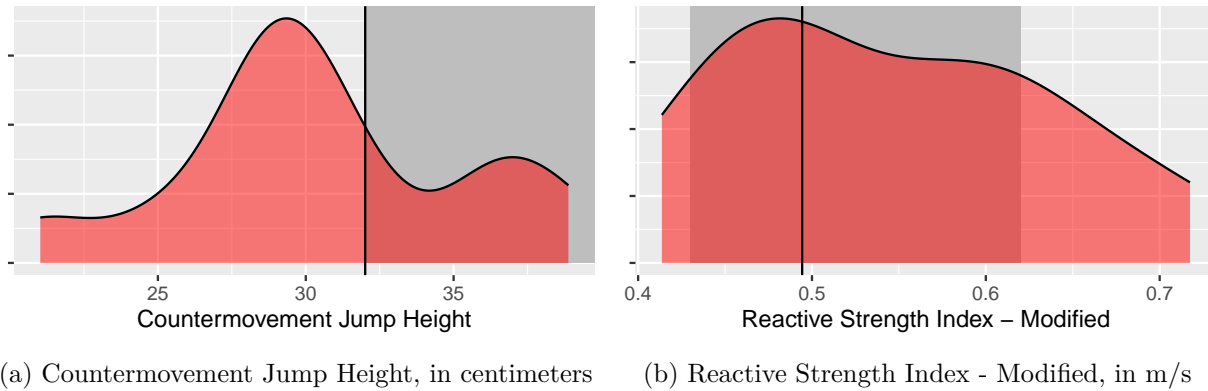 25 30 35
Countermovement Jump Height
(a) Countermovement Jump Height, in centimeters
0.4 0.5 0.6 0.7
Reactive Strength Index – Modified
(b) Reactive Strength Index - Modified, in m/s